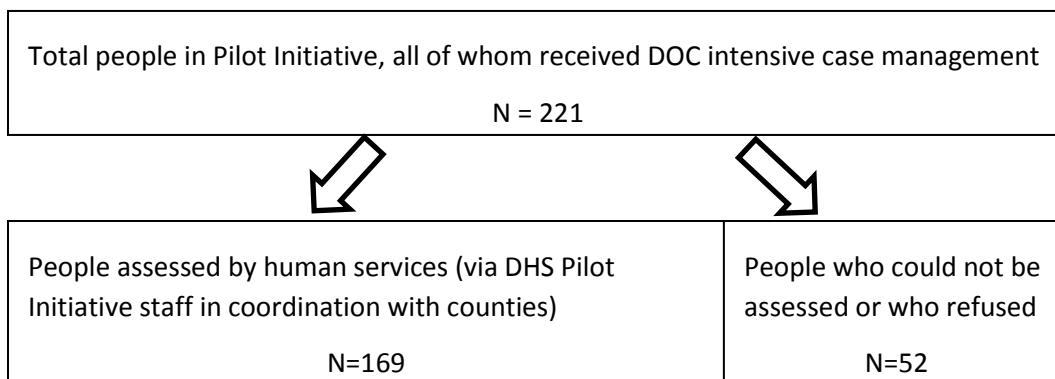 Total people in Pilot Initiative, all of whom received DOC intensive case management
N = 221
People assessed by human services (via DHS Pilot
Initiative staff in coordination with counties)
N=169
People who could not be
assessed or who refused
N=52